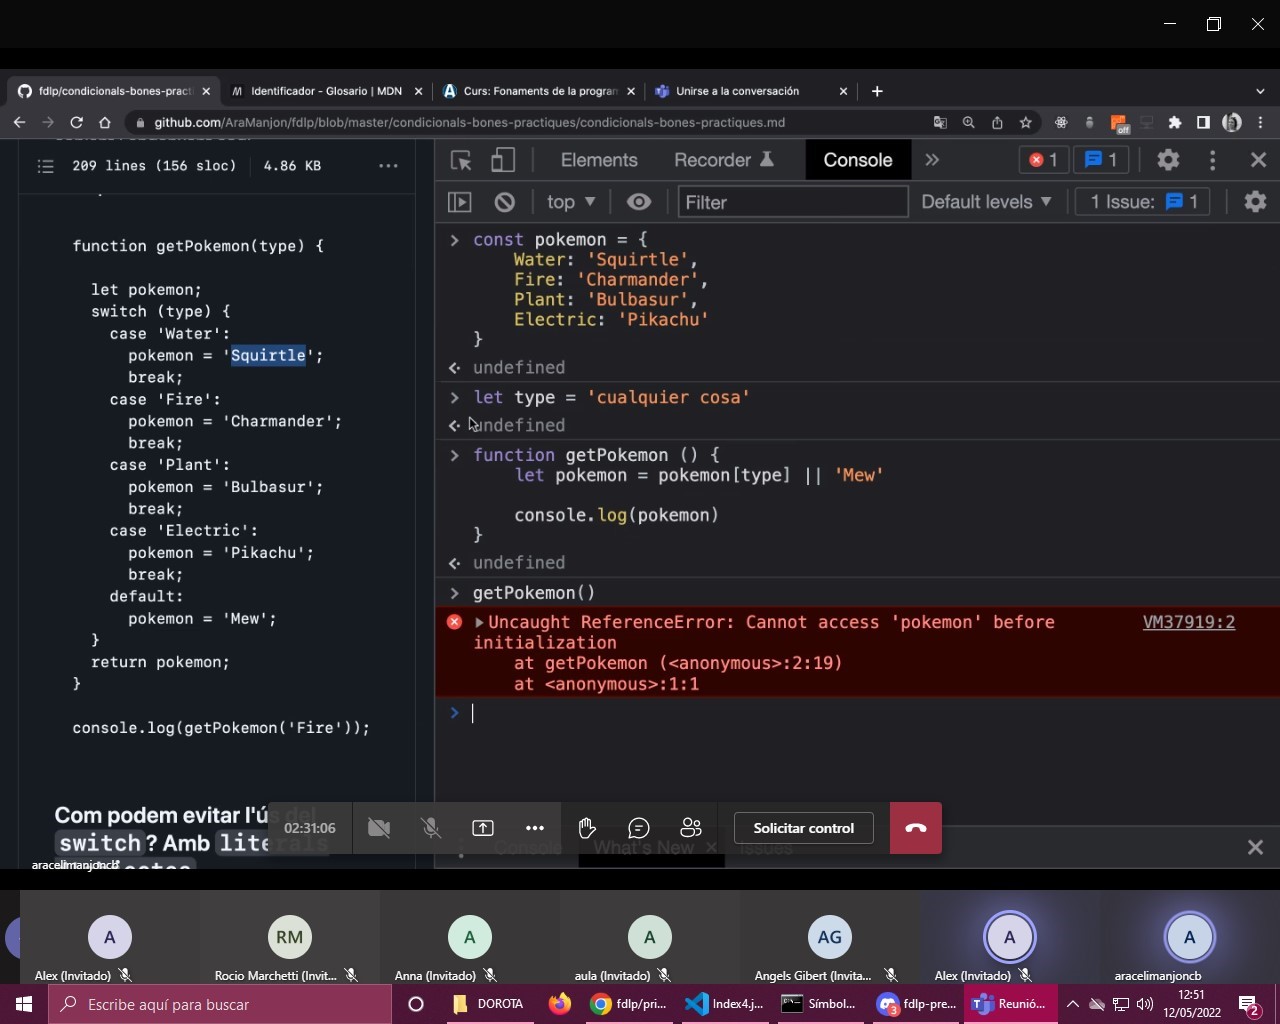 fdlp/condicionals-bones-practi
Identificador - Glosario | MDN
Curs: Fonaments de la program
Unirse a la conversación
github.com/AraManjon/fdlp/blob/master/condicionals-bones-practiques/condicionals-bones-practiques.md
off
209 lines (156 sloc)
4.86 KB
function getPokemon(type) {
let pokemon;
switch (type) {
case 'Water':
pokemon = 'Squirtle';
break;
case 'Fire':
pokemon = 'Charmander';
break;
case 'Plant':
pokemon = 'Bulbasur';
break;
case 'Electric':
pokemon = 'Pikachu';
break;
default:
pokemon = 'Mew';
}
return pokemon;
}
console.log(getPokemon('Fire'));
Com podem evitar l'ús del
switch? Amb literals
aracelimanjoncb
Elements
Recorder
Console
1
1
top
Filter
Default levels
1 Issue: 1
const pokemon = {
Water: 'Squirtle',
Fire: 'Charmander',
Plant: 'Bulbasur',
Electric: 'Pikachu'
}
undefined
let type = 'cualquier cosa'
undefined
function getPokemon () {
let pokemon = pokemon[type] || 'Mew'
console.log(pokemon)
}
undefined
getPokemon()
Uncaught ReferenceError: Cannot access 'pokemon' before
VM37919:2
initialization
at getPokemon (<anonymous>:2:19)
at <anonymous>:1:1
02:31:06
Solicitar control
Console
What's New
Issues
A
RM
A
A
AG
A
A
Alex (Invitado)
Rocio Marchetti (Invit...
Anna (Invitado)
aula (Invitado)
Angels Gibert (Invita...
Alex (Invitado)
aracelimanjoncb
Escribe aquí para buscar
DOROTA
fdlp/pri...
Index4.j...
Símbol...
3
fdlp-pre...
Reunió...
12:51
12/05/2022
2